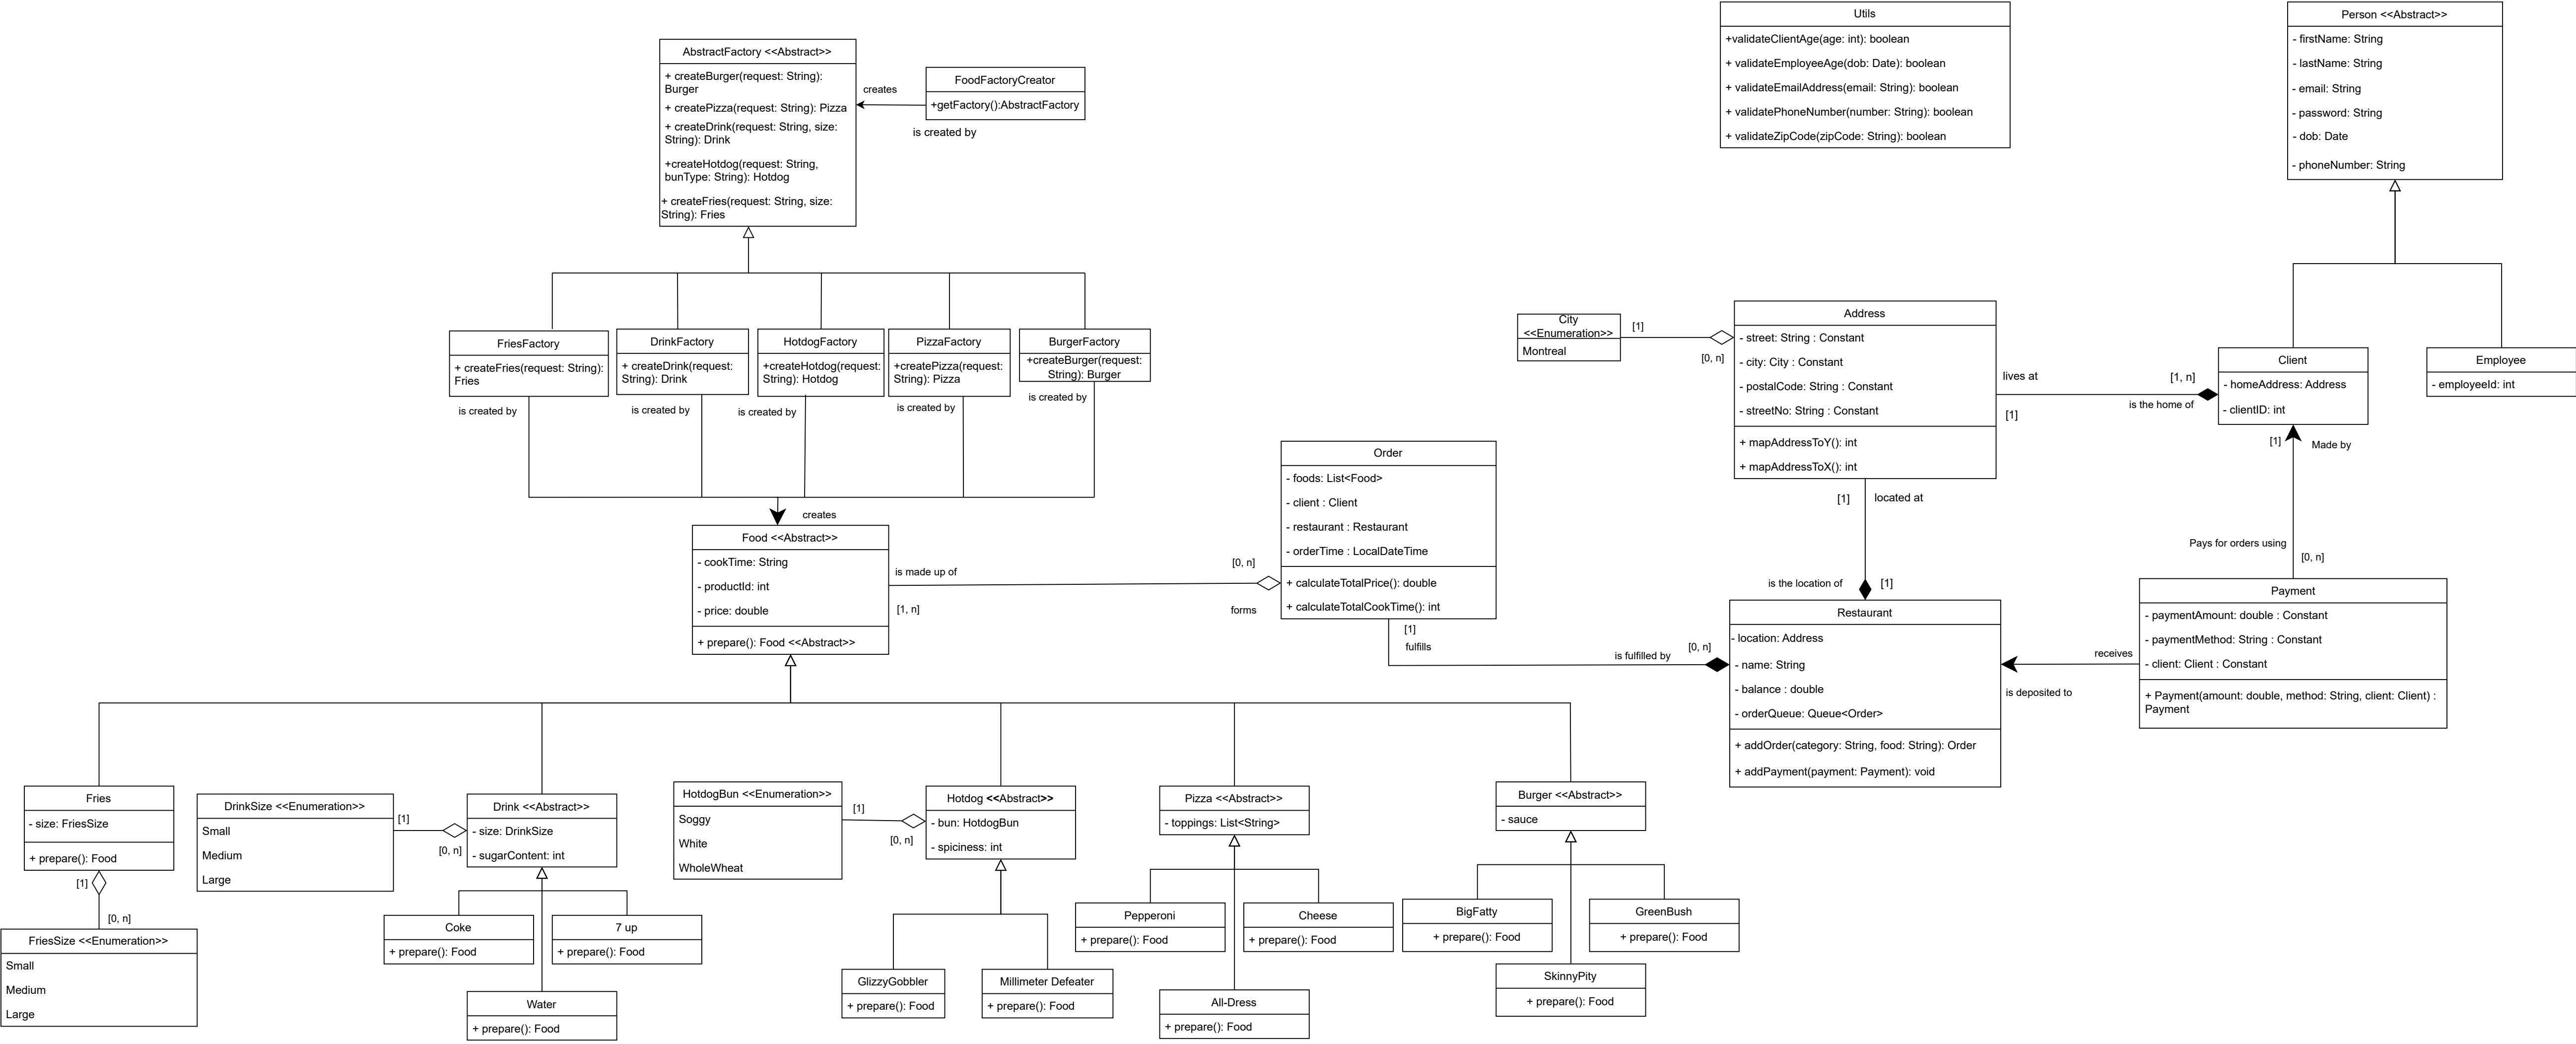 AbstractFactory <<Abstract>>
+ createBurger(request: String):
Burger
+ createPizza(request: String): Pizza
+ createDrink(request: String, size:
String): Drink
+createHotdog(request: String,
bunType: String): Hotdog
+ createFries(request: String, size:
String): Fries
creates
FoodFactoryCreator
+getFactory():AbstractFactory
is created by
Utils
+validateClientAge(age: int): boolean
+ validateEmployeeAge(dob: Date): boolean
+ validateEmailAddress(email: String): boolean
+ validatePhoneNumber(number: String): boolean
+ validateZipCode(zipCode: String): boolean
Person <<Abstract>>
- firstName: String
- lastName: String
- email: String
- password: String
- dob: Date
- phoneNumber: String
FriesFactory
+ createFries(request: String):
Fries
is created by
DrinkFactory
+ createDrink(request:
String): Drink
is created by
HotdogFactory
+createHotdog(request:
String): Hotdog
is created by
PizzaFactory
+createPizza(request:
String): Pizza
is created by
BurgerFactory
+createBurger(request:
String): Burger
is created by
City
<<Enumeration>>
Montreal
[1]
[0, n]
Address
- street: String : Constant
- city: City : Constant
- postalCode: String : Constant
- streetNo: String : Constant
+ mapAddressToY(): int
+ mapAddressToX(): int
lives at
[1]
[1, n]
is the home of
Client
- homeAddress: Address
- clientID: int
Employee
- employeeId: int
[1]
Made by
creates
Food <<Abstract>>
- cookTime: String
- productId: int
- price: double
+ prepare(): Food <<Abstract>>
is made up of
[1, n]
[0, n]
forms
Order
- foods: List<Food>
- client : Client
- restaurant : Restaurant
- orderTime : LocalDateTime
+ calculateTotalPrice(): double
+ calculateTotalCookTime(): int
[1]
fulfills
is fulfilled by
[0, n]
[1]
located at
is the location of
[1]
Restaurant
- location: Address
- name: String
- balance : double
- orderQueue: Queue<Order>
+ addOrder(category: String, food: String): Order
+ addPayment(payment: Payment): void
Pays for orders using
[0, n]
Payment
- paymentAmount: double : Constant
- paymentMethod: String : Constant
- client: Client : Constant
+ Payment(amount: double, method: String, client: Client) :
Payment
receives
is deposited to
Fries
- size: FriesSize
+ prepare(): Food
[1]
[0, n]
FriesSize <<Enumeration>>
Small
Medium
Large
DrinkSize <<Enumeration>>
Small
Medium
Large
[1]
[0, n]
Drink <<Abstract>>
- size: DrinkSize
- sugarContent: int
Coke
+ prepare(): Food
7 up
+ prepare(): Food
Water
+ prepare(): Food
HotdogBun <<Enumeration>>
Soggy
White
WholeWheat
[1]
[0, n]
Hotdog <<Abstract>>
- bun: HotdogBun
- spiciness: int
GlizzyGobbler
+ prepare(): Food
Millimeter Defeater
+ prepare(): Food
Pizza <<Abstract>>
- toppings: List<String>
Pepperoni
+ prepare(): Food
Cheese
+ prepare(): Food
All-Dress
+ prepare(): Food
Burger <<Abstract>>
- sauce
BigFatty
+ prepare(): Food
GreenBush
+ prepare(): Food
SkinnyPity
+ prepare(): Food